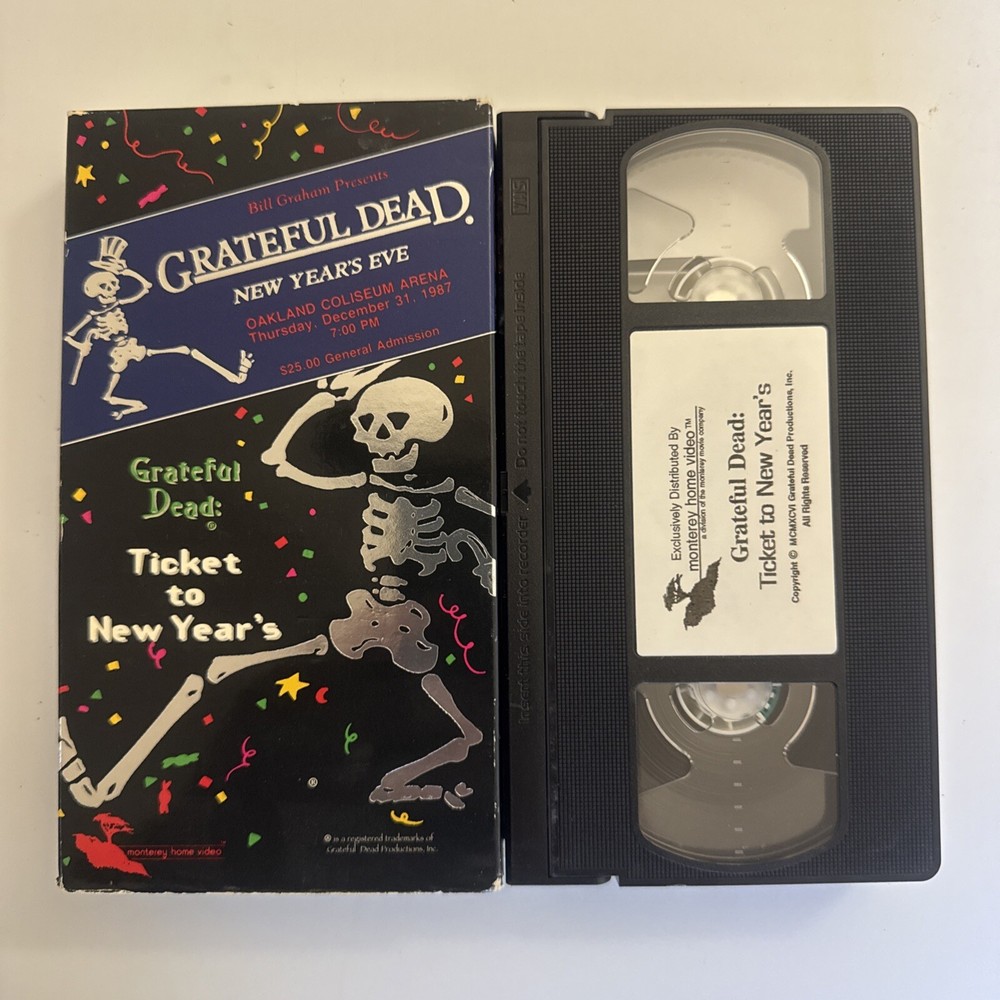 Bill Graham Presents
GRATEFUL DEAD.
NEW YEAR'S EVE
OAKLAND COLISEUM ARENA
Thursday, December 31, 1987
7:00 PM
$25.00 General Admission
Grateful
Dead:
®
Ticket
to
New Year's
®
monterey home video
® is a registered trademarks of
Grateful Dead Productions, Inc.
VHS
Insert this side into recorder Do not touch the tape inside
Exclusively Distributed By
monterey home video™
a division of the monterey movie company
Grateful Dead:
Ticket to New Year's
Copyright © MCMXCVI Grateful Dead Productions, Inc.
All Rights Reserved